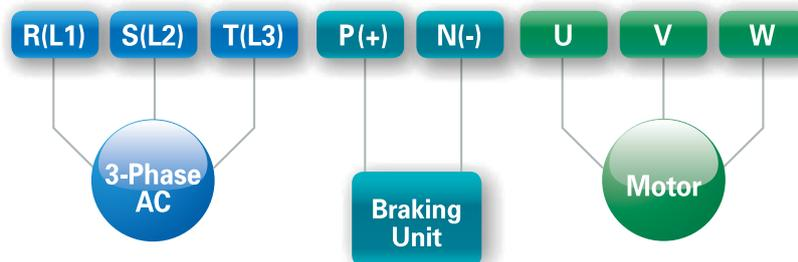 R(L1) S(L2) T(L3) P(+) N(-) U V W
3-Phase
AC
Braking
Unit
Motor